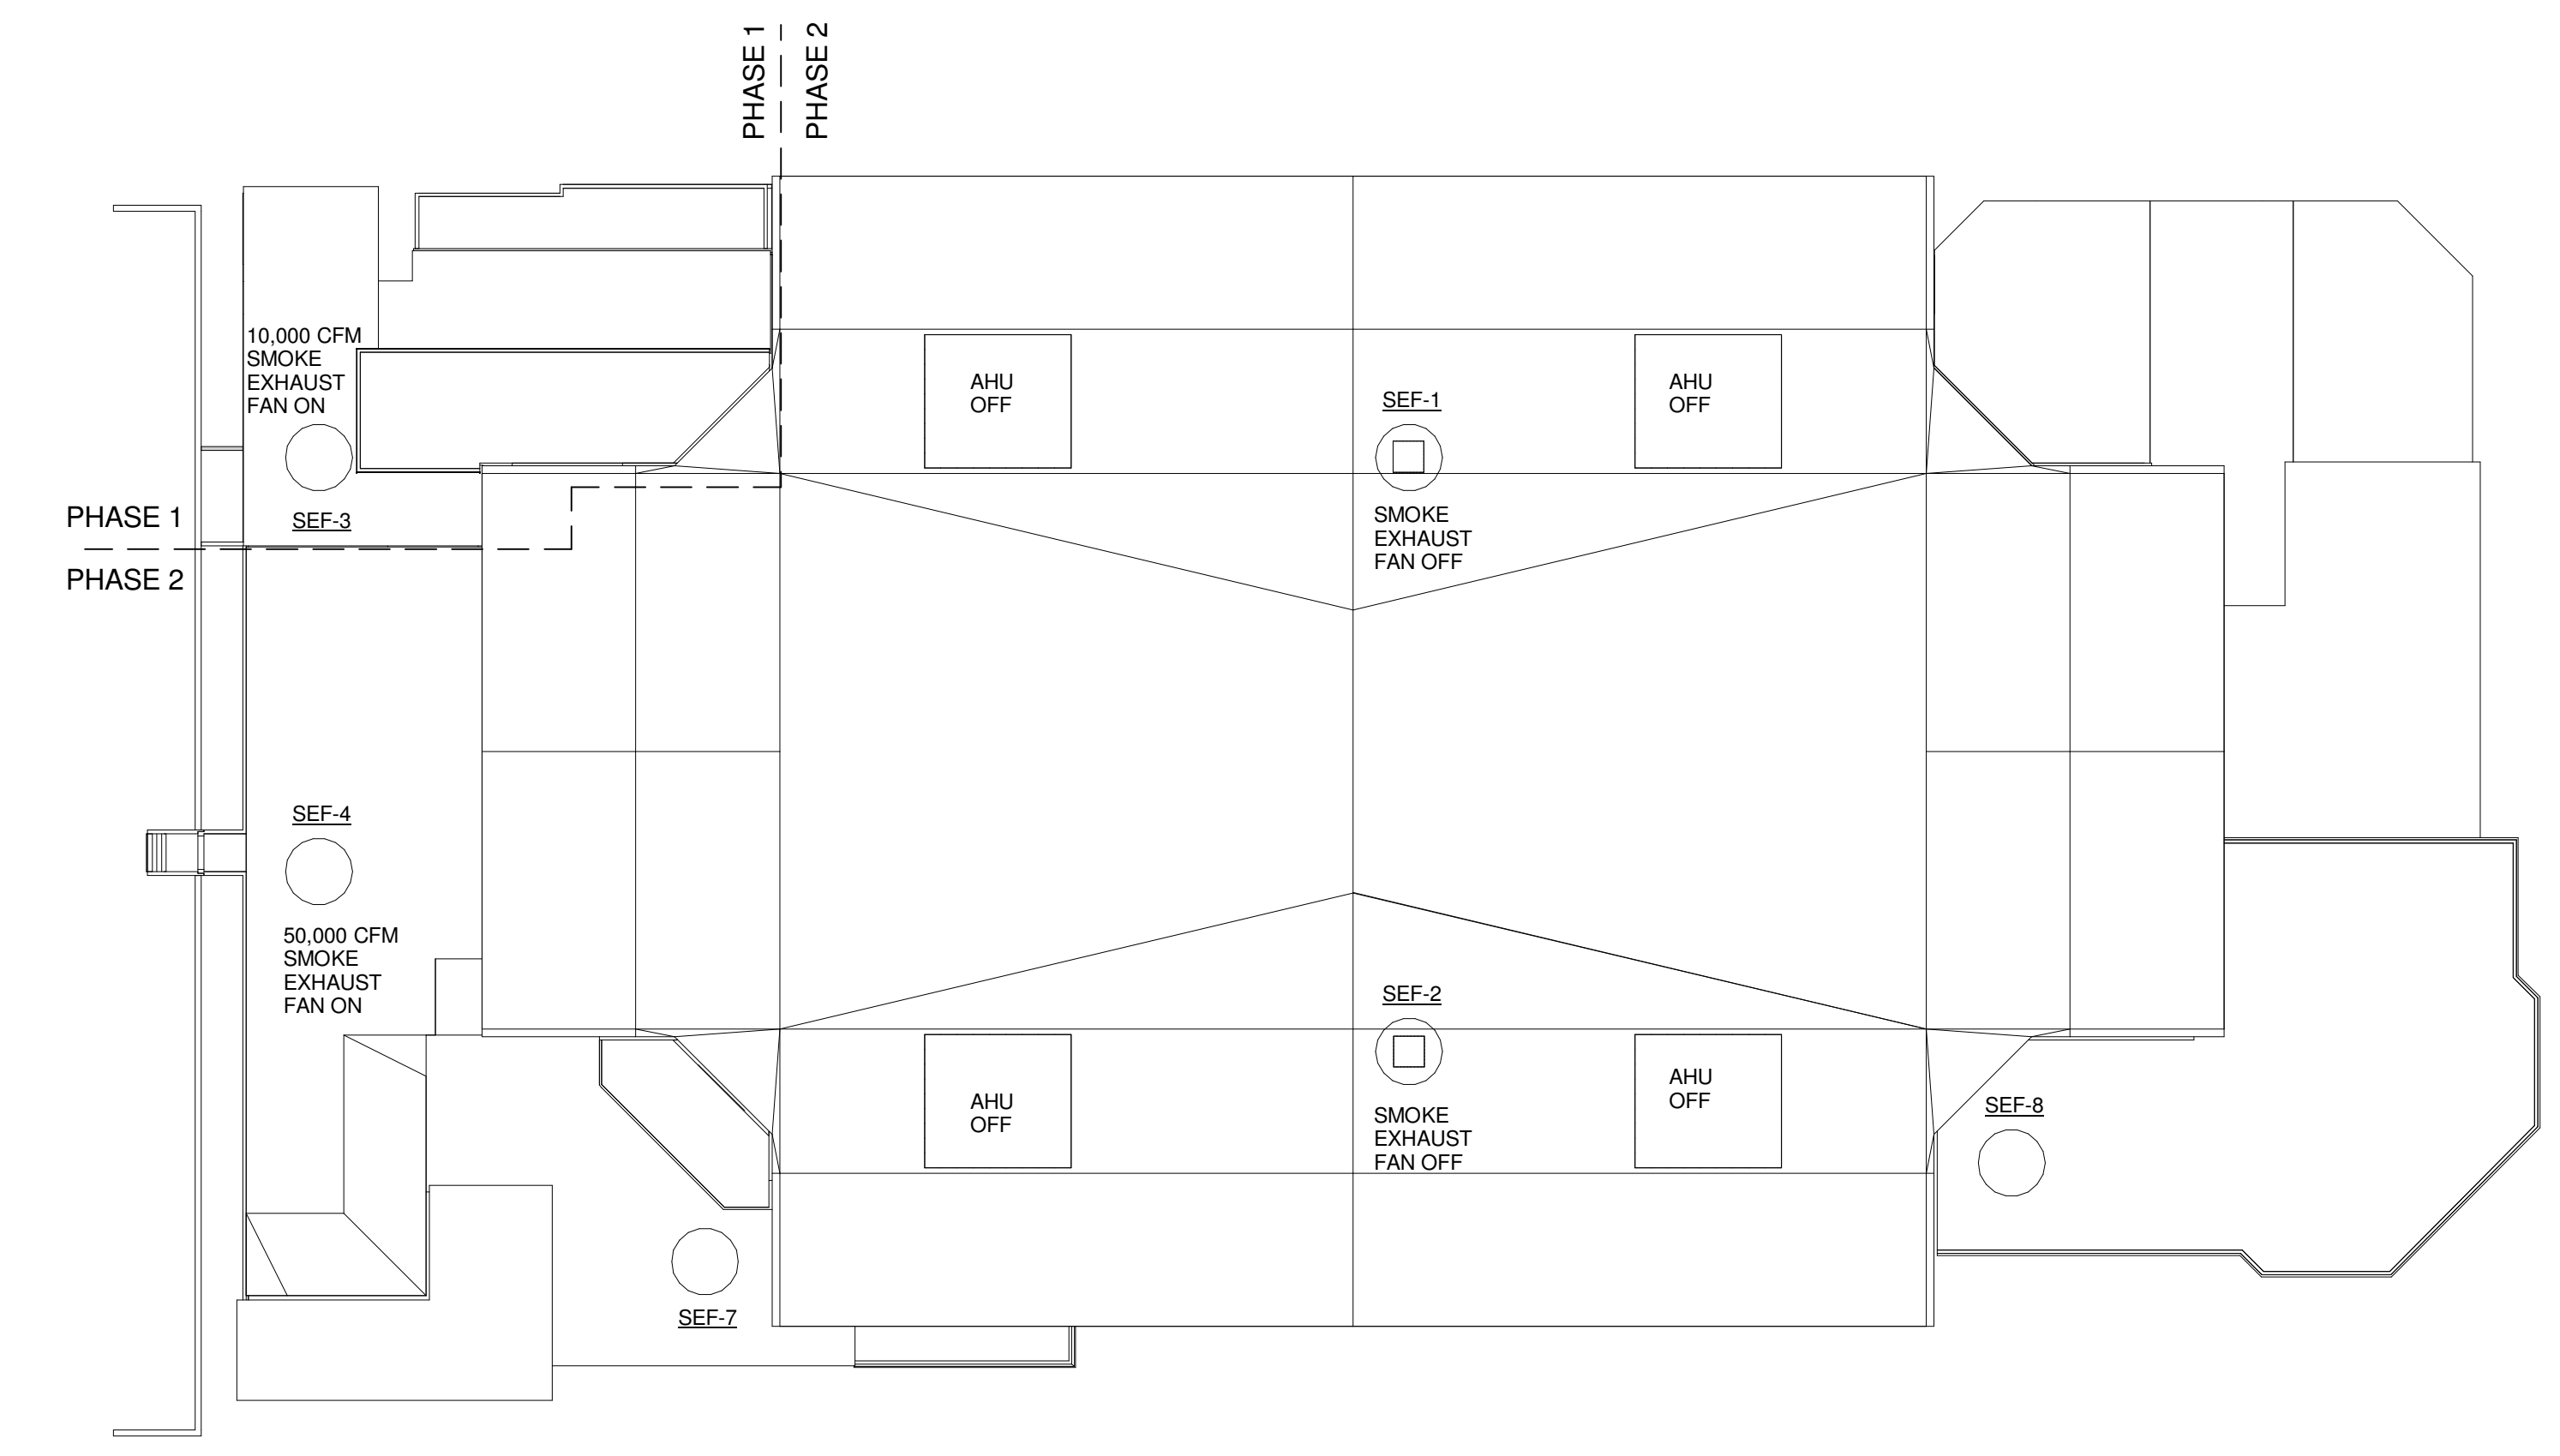 PHASE 1
PHASE 2
10,000 CFM
SMOKE
EXHAUST
FAN ON
SEF-3
AHU
OFF
SEF-1
SMOKE
EXHAUST
FAN OFF
AHU
OFF
PHASE 1
PHASE 2
SEF-4
50,000 CFM
SMOKE
EXHAUST
FAN ON
SEF-2
SMOKE
EXHAUST
FAN OFF
AHU
OFF
AHU
OFF
SEF-8
SEF-7